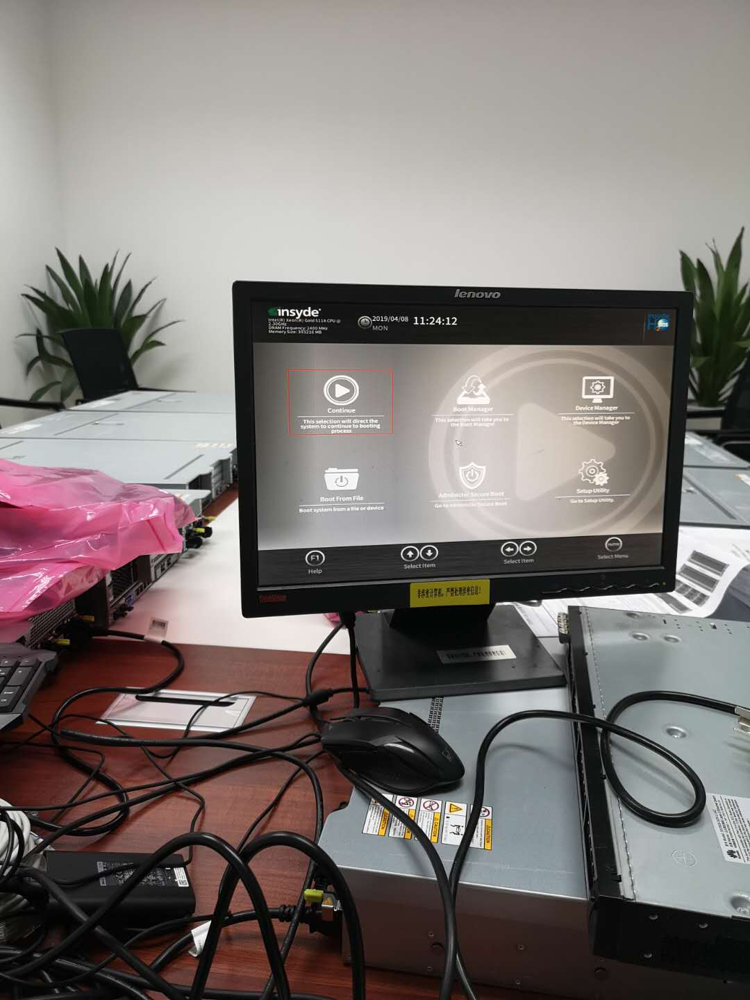 lenovo
insyde
Intel(R) Xeon(R) Gold 5118 CPU @
2.30GHz
DRAM Frequency: 2400 MHz
Memory Size: 393216 MB
2019/04/08
MON
11:24:12
insyde
H2O
Bios
Continue
This selection will direct the
system to continue to booting
process
Boot Manager
This selection will take you to
the Boot Manager
Device Manager
This selection will take you to
the Device Manager
Boot From File
Boot system from a file or device
Administer Secure Boot
Go to Administer Secure Boot
Setup Utility
Go to Setup Utility.
F1
Help
Select Item
Select Item
Select Menu
ThinkVision
非涉密计算机，严禁处理涉密信息！
CAUTION
CAUTION
CAUTION